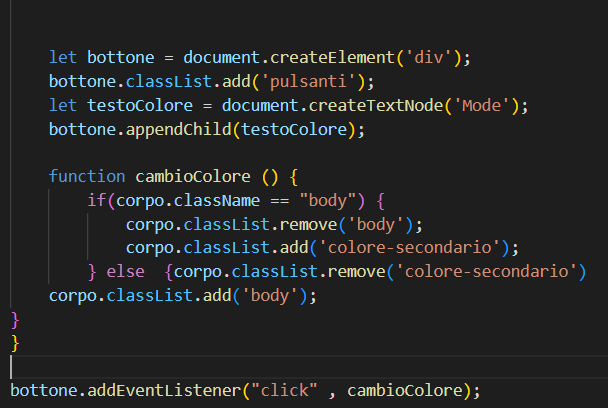 let bottone = document.createElement('div');
bottone.classList.add('pulsanti');
let testoColore = document.createTextNode('Mode');
bottone.appendChild(testoColore);
function cambioColore () {
if(corpo.className == "body") {
corpo.classList.remove('body');
corpo.classList.add('colore-secondario');
} else  {corpo.classList.remove('colore-secondario')
corpo.classList.add('body');
}
}
bottone.addEventListener("click" , cambioColore);